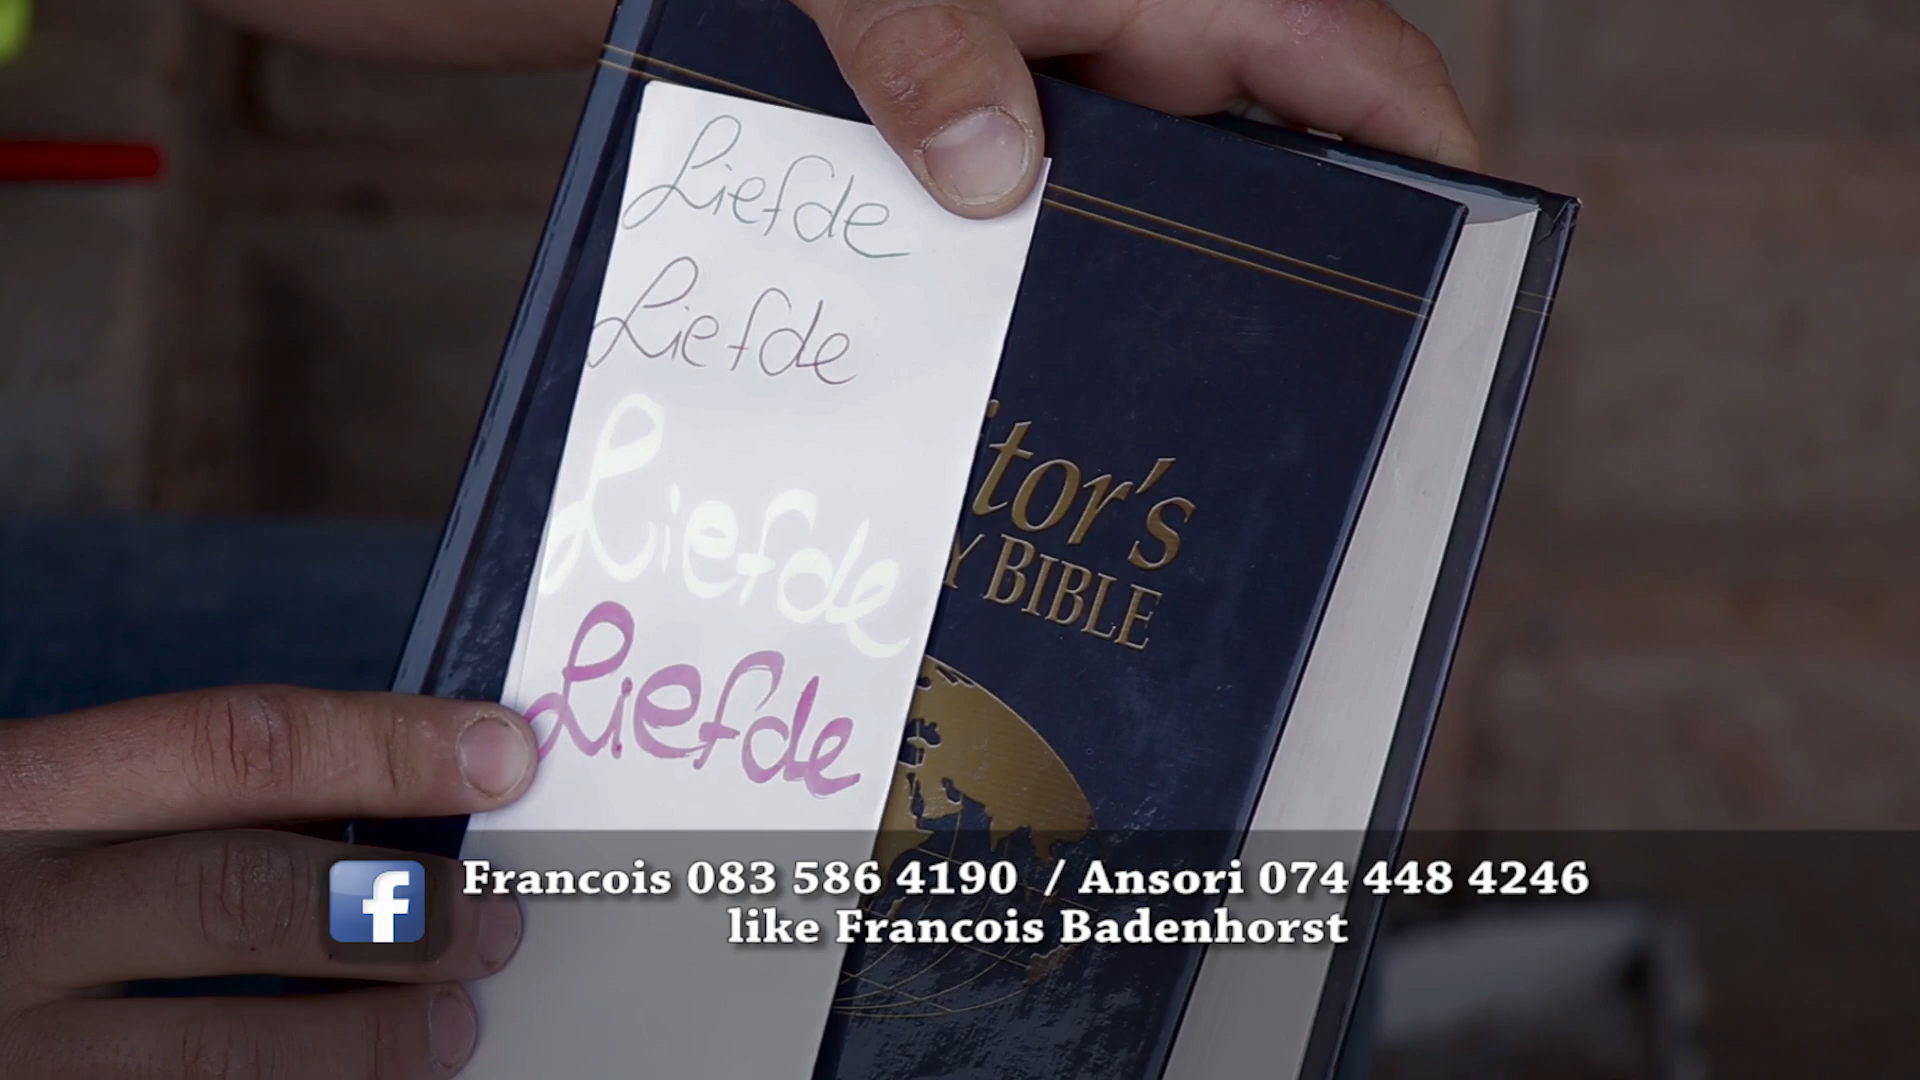 Liefde
Liefde
Liefde
Liefde
tor's
Y BIBLE
f
Francois 083 586 4190 / Ansori 074 448 4246
like Francois Badenhorst